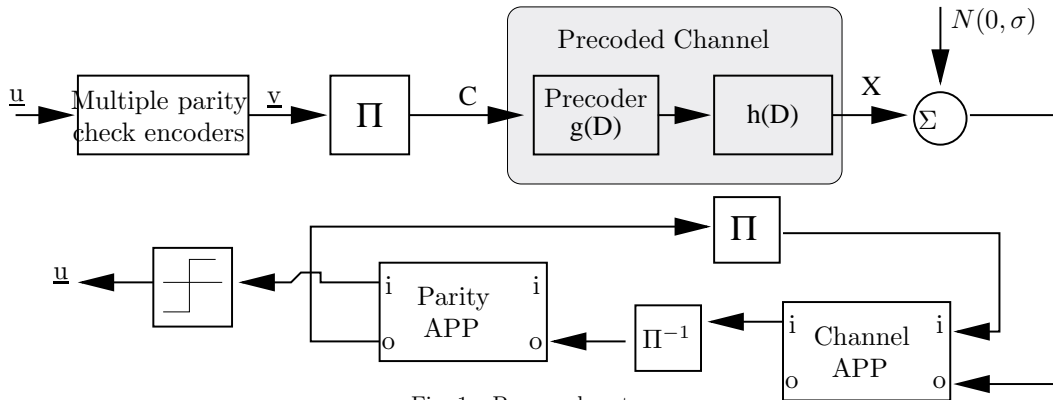 Precoded Channel
N(0, σ)
u
Multiple parity
check encoders
v
Π
C
Precoder
g(D)
h(D)
X
Σ
Π
u
i
Parity
APP
i
o
o
Π⁻¹
i
Channel
APP
i
o
o